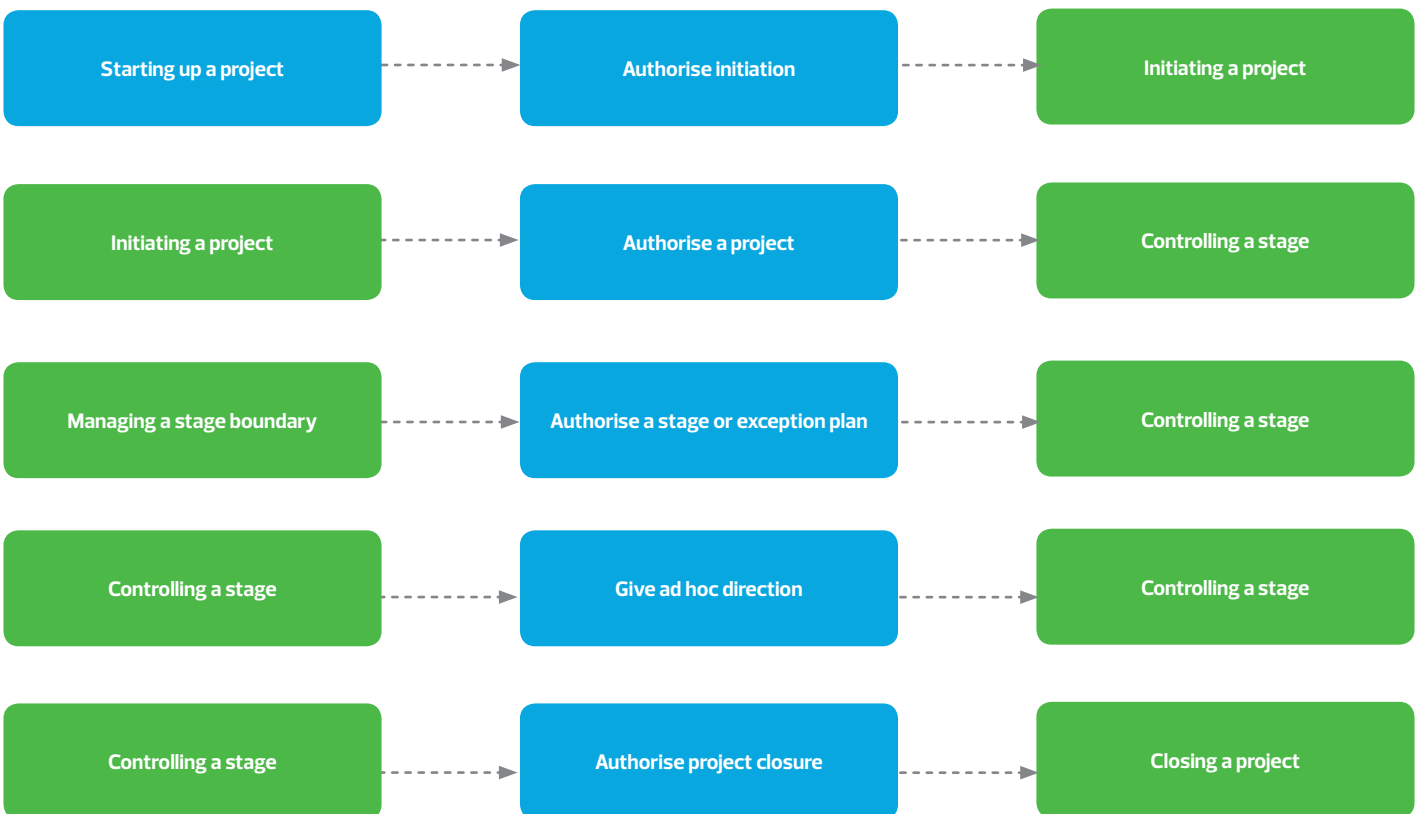 Starting up a project
Authorise initiation
Initiating a project
Initiating a project
Authorise a project
Controlling a stage
Managing a stage boundary
Authorise a stage or exception plan
Controlling a stage
Controlling a stage
Give ad hoc direction
Controlling a stage
Controlling a stage
Authorise project closure
Closing a project